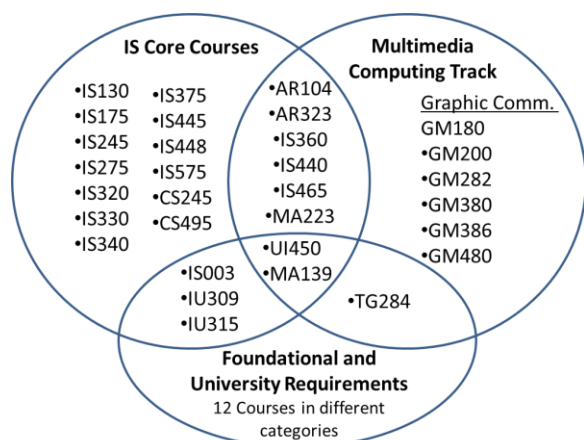 IS Core Courses
•IS130
•IS175
•IS245
•IS275
•IS320
•IS330
•IS340
•IS375
•IS445
•IS448
•IS575
•CS245
•CS495
•AR104
•AR323
•IS360
•IS440
•IS465
•MA223
Multimedia
Computing Track
Graphic Comm.
GM180
•GM200
•GM282
•GM380
•GM386
•GM480
•UI450
•MA139
•IS003
•IU309
•IU315
•TG284
Foundational and
University Requirements
12 Courses in different
categories